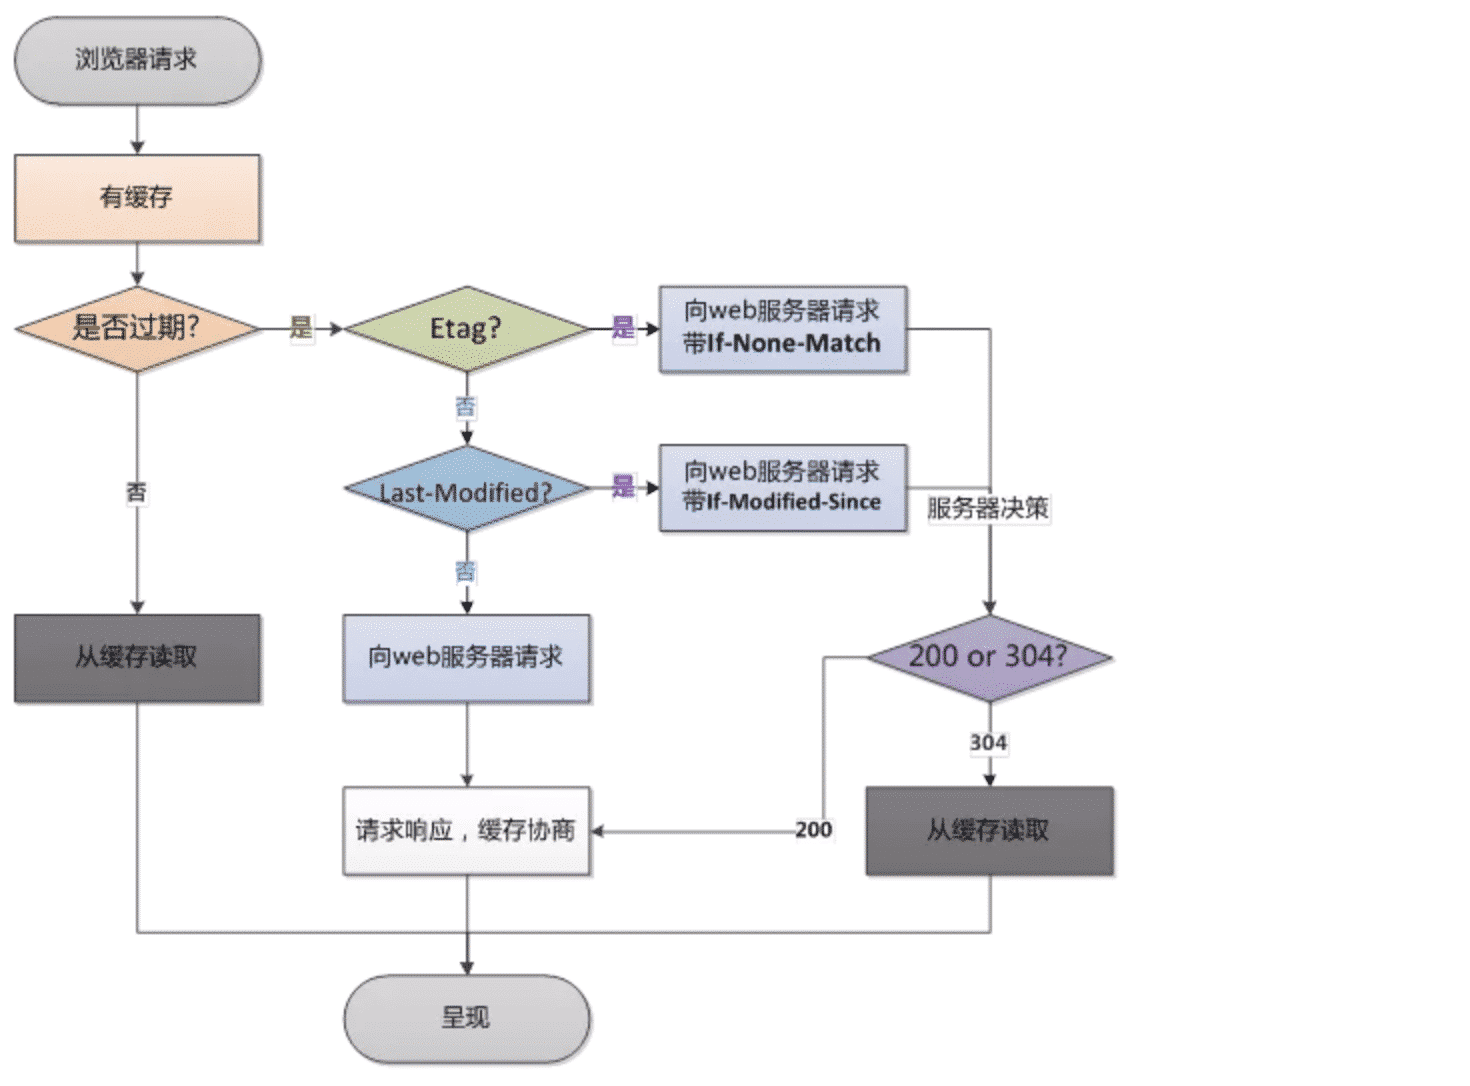 浏览器请求
有缓存
是否过期?
是
Etag?
是
向web服务器请求
带If-None-Match
否
否
Last-Modified?
是
向web服务器请求
带If-Modified-Since
服务器决策
否
从缓存读取
向web服务器请求
200 or 304?
304
请求响应，缓存协商
200
从缓存读取
呈现